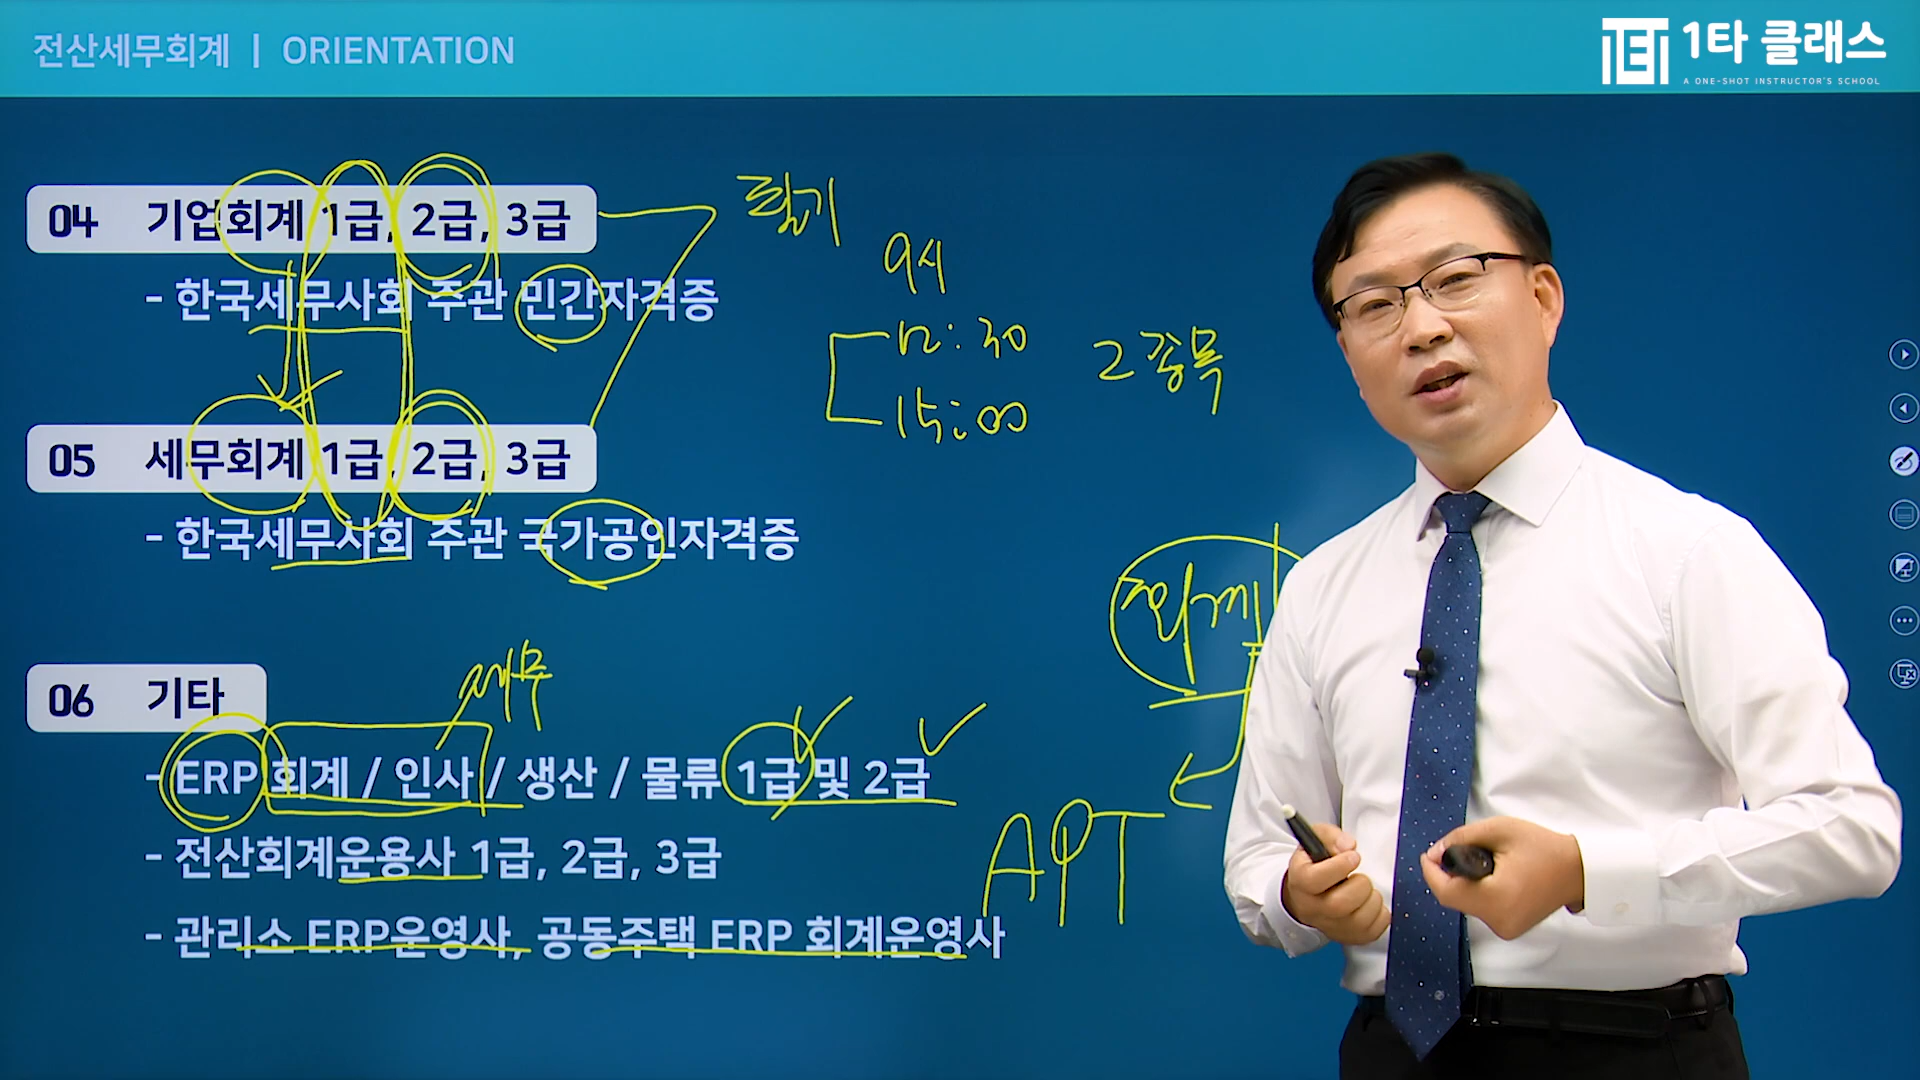 전산세무회계 | ORIENTATION
1타 클래스
A ONE-SHOT INSTRUCTOR'S SCHOOL
04 기업회계 1급, 2급, 3급
- 한국세무사회 주관 민간자격증
필기
9시
12:30
15:00
2종목
05 세무회계 1급, 2급, 3급
- 한국세무사회 주관 국가공인자격증
회계
06 기타
세무
- ERP 회계 / 인사 / 생산 / 물류 1급 및 2급
- 전산회계운용사 1급, 2급, 3급
APT
- 관리소 ERP운영사, 공동주택 ERP 회계운영사